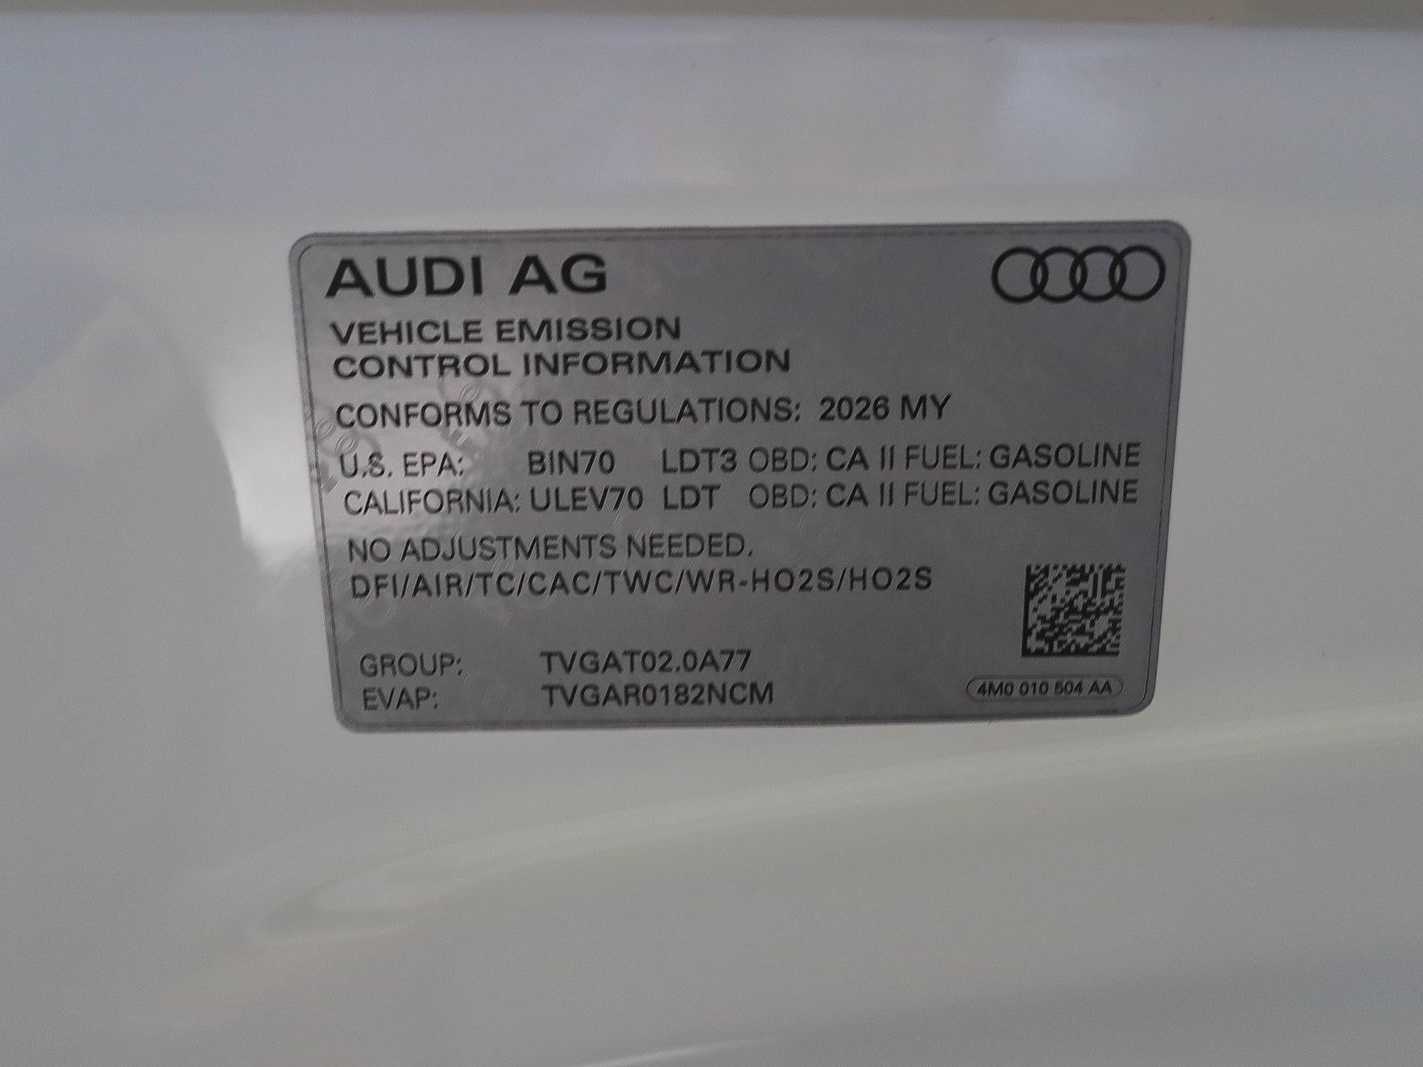 AUDI AG
VEHICLE EMISSION
CONTROL INFORMATION
CONFORMS TO REGULATIONS: 2026 MY
U.S. EPA: BIN70 LDT3 OBD: CA II FUEL: GASOLINE
CALIFORNIA: ULEV70 LDT OBD: CA II FUEL: GASOLINE
NO ADJUSTMENTS NEEDED.
DFI/AIR/TC/CAC/TWC/WR-HO2S/HO2S
GROUP: TVGAT02.0A77
EVAP: TVGAR0182NCM
4M0 010 504 AA